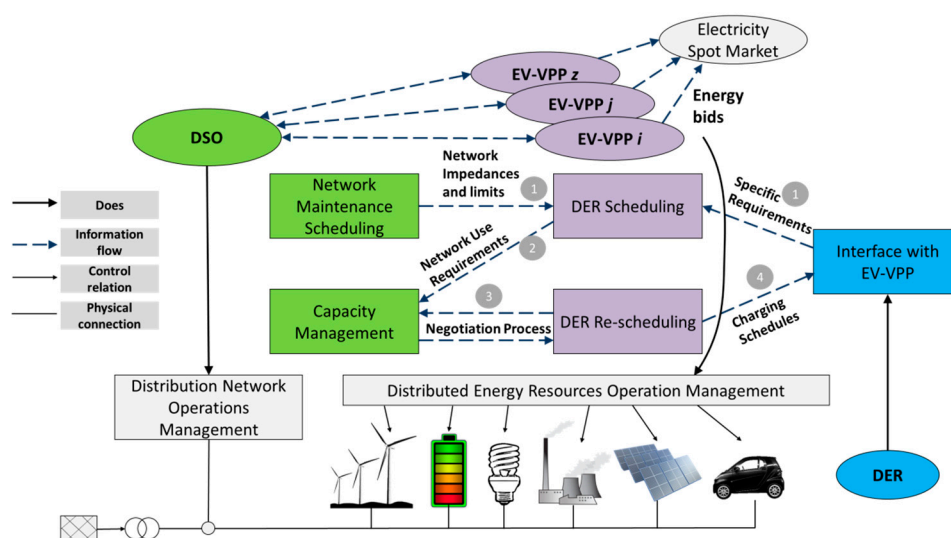 Electricity
Spot Market
EV-VPP z
EV-VPP j
EV-VPP i
Energy
bids
DSO
Network
Impedances
and limits
1
Network
Maintenance
Scheduling
DER Scheduling
Specific
Requirements
1
Does
Information
flow
Control
relation
Physical
connection
Network Use
Requirements
2
Interface with
EV-VPP
Capacity
Management
3
Negotiation Process
DER Re-scheduling
4
Charging
Schedules
Distribution Network
Operations
Management
Distributed Energy Resources Operation Management
DER